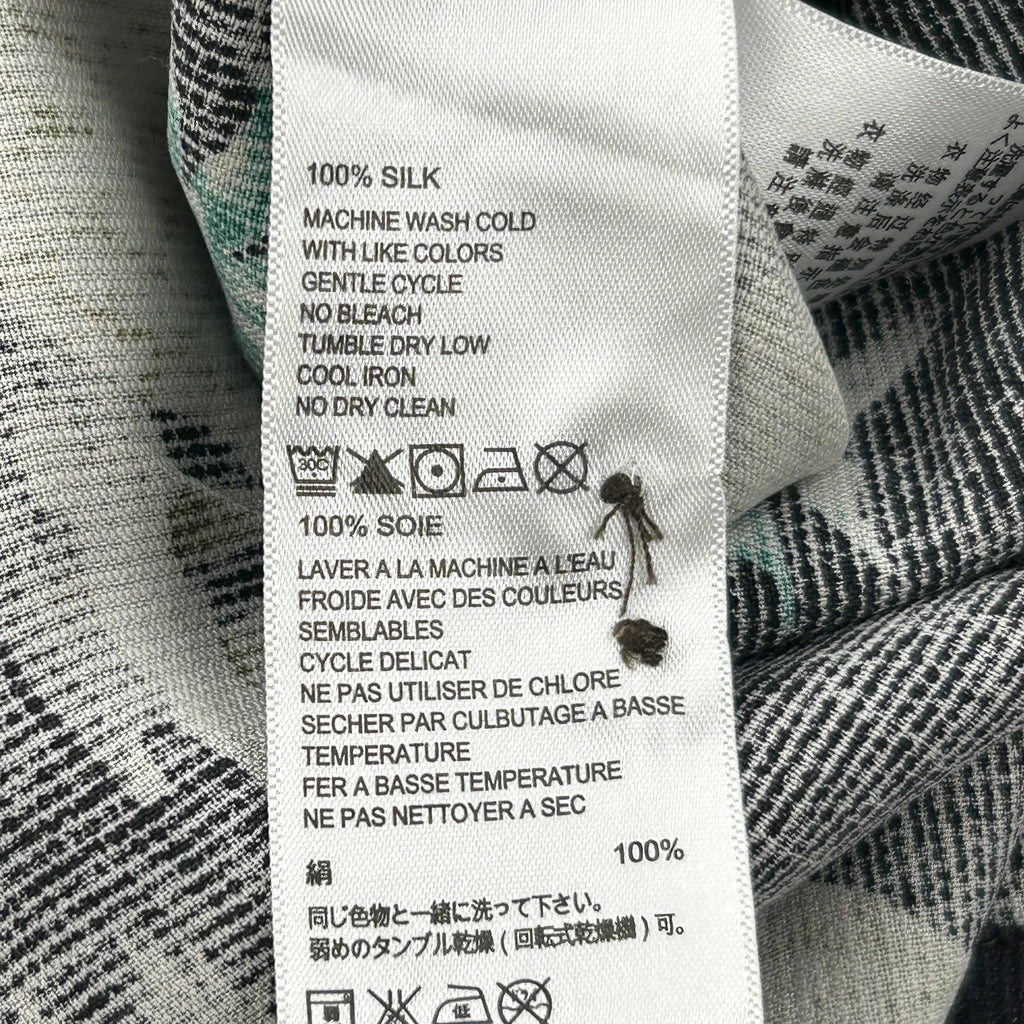 100% SILK
MACHINE WASH COLD
WITH LIKE COLORS
GENTLE CYCLE
NO BLEACH
TUMBLE DRY LOW
COOL IRON
NO DRY CLEAN
30C
100% SOIE
LAVER A LA MACHINE A L'EAU
FROIDE AVEC DES COULEURS
SEMBLABLES
CYCLE DELICAT
NE PAS UTILISER DE CHLORE
SECHER PAR CULBUTAGE A BASSE
TEMPERATURE
FER A BASSE TEMPERATURE
NE PAS NETTOYER A SEC
絹 100%
同じ色物と一緒に洗って下さい。
弱めのタンブル乾燥(回転式乾燥機)可。
弱 低